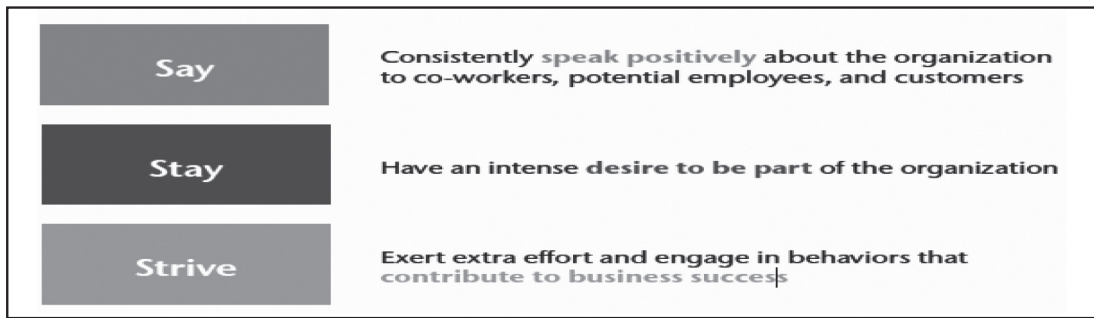 Say
Consistently speak positively about the organization
to co-workers, potential employees, and customers
Stay
Have an intense desire to be part of the organization
Strive
Exert extra effort and engage in behaviors that
contribute to business success